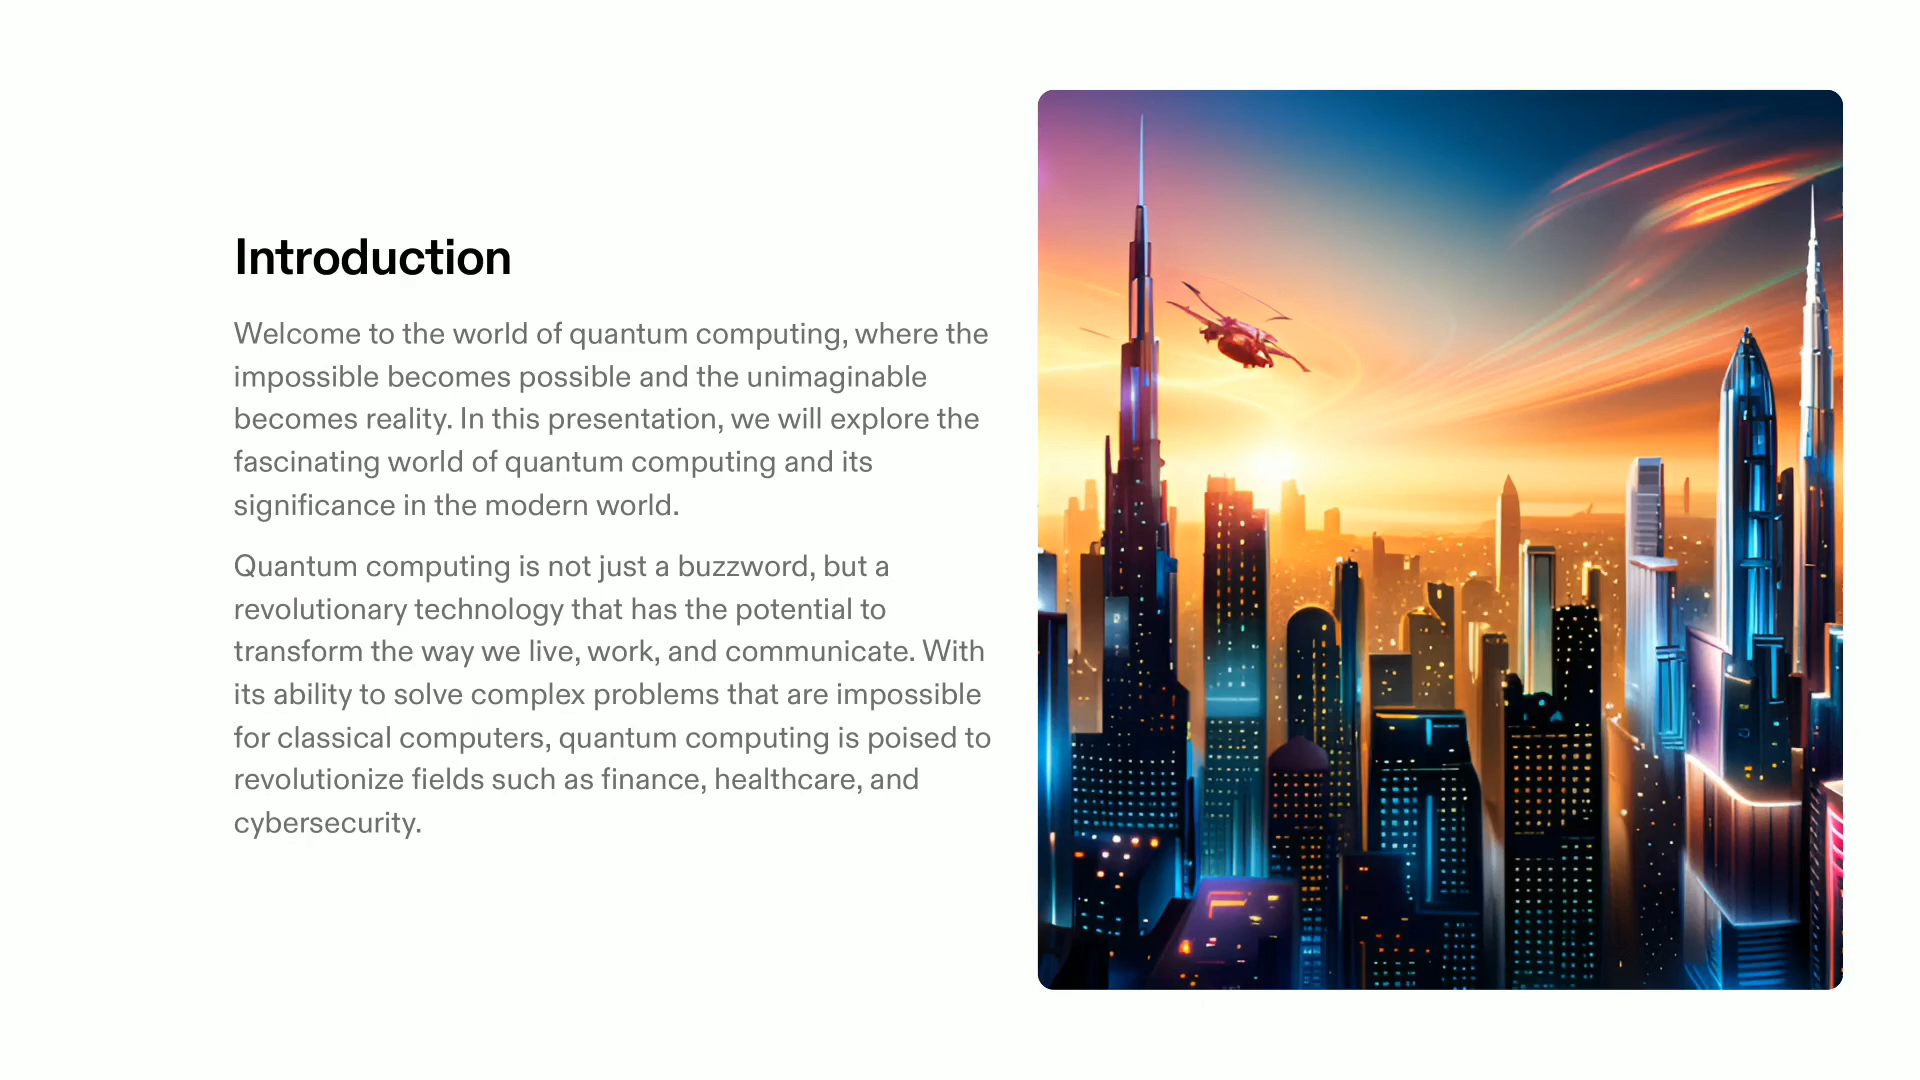 Introduction
Welcome to the world of quantum computing, where the
impossible becomes possible and the unimaginable
becomes reality. In this presentation, we will explore the
fascinating world of quantum computing and its
significance in the modern world.
Quantum computing is not just a buzzword, but a
revolutionary technology that has the potential to
transform the way we live, work, and communicate. With
its ability to solve complex problems that are impossible
for classical computers, quantum computing is poised to
revolutionize fields such as finance, healthcare, and
cybersecurity.